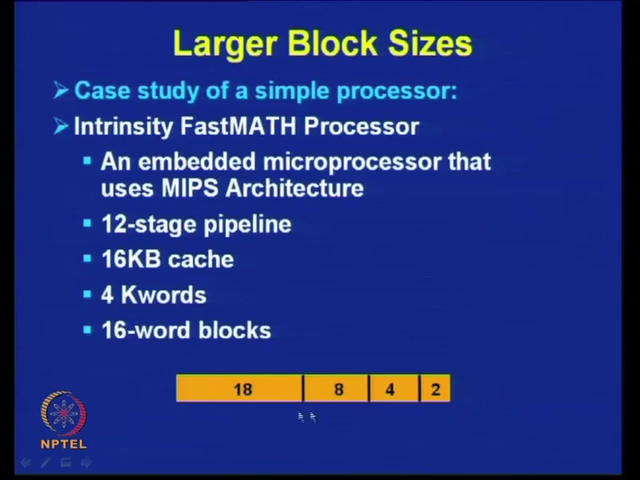 Larger Block Sizes
Case study of a simple processor:
Intrinsity FastMATH Processor
An embedded microprocessor that
uses MIPS Architecture
12-stage pipeline
16KB cache
4 Kwords
16-word blocks
18 8 4 2
NPTEL